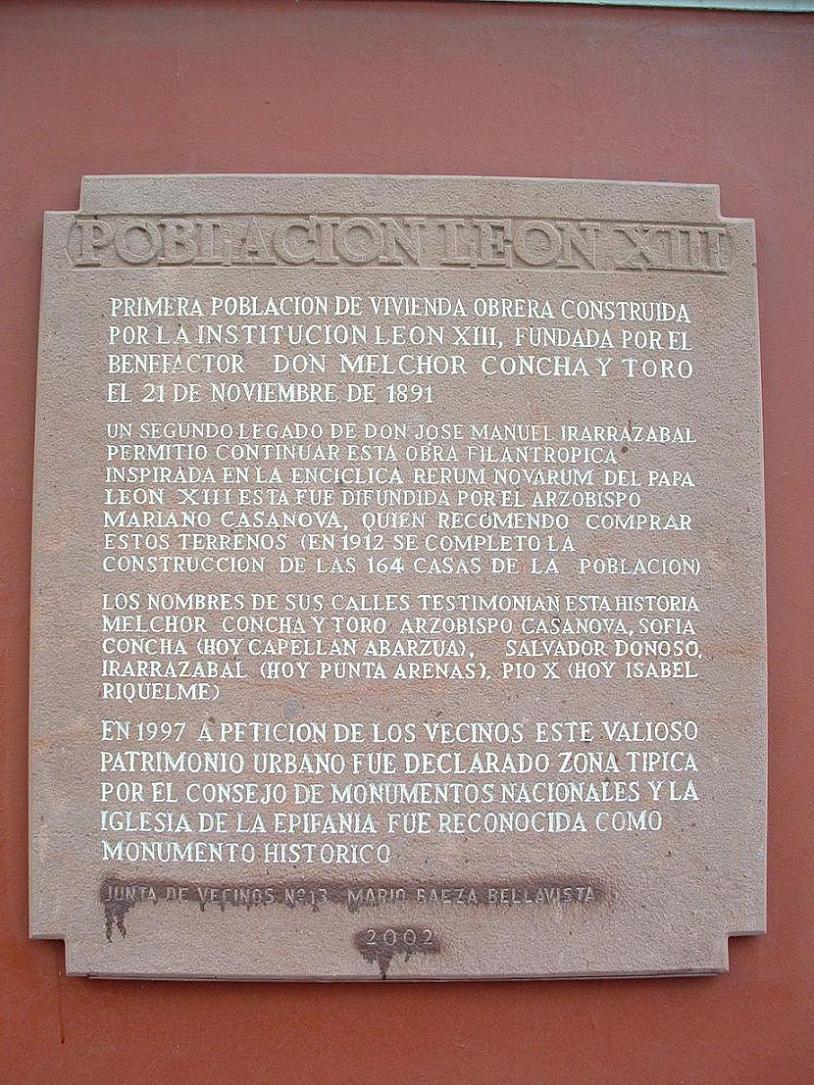 POBLACION LEON XIII
PRIMERA POBLACION DE VIVIENDA OBRERA CONSTRUIDA
POR LA INSTITUCION LEON XIII, FUNDADA POR EL
BENEFACTOR DON MELCHOR CONCHA Y TORO
EL 21 DE NOVIEMBRE DE 1891
UN SEGUNDO LEGADO DE DON JOSE MANUEL IRARRAZABAL
PERMITIO CONTINUAR ESTA OBRA FILANTROPICA
INSPIRADA EN LA ENCICLICA RERUM NOVARUM DEL PAPA
LEON XIII ESTA FUE DIFUNDIDA POR EL ARZOBISPO
MARIANO CASANOVA, QUIEN RECOMENDO COMPRAR
ESTOS TERRENOS (EN 1912 SE COMPLETO LA
CONSTRUCCION DE LAS 164 CASAS DE LA POBLACION)
LOS NOMBRES DE SUS CALLES TESTIMONIAN ESTA HISTORIA
MELCHOR CONCHA Y TORO ARZOBISPO CASANOVA, SOFIA
CONCHA (HOY CAPELLAN ABARZUA), SALVADOR DONOSO,
IRARRAZABAL (HOY PUNTA ARENAS), PIO X (HOY ISABEL
RIQUELME)
EN 1997 A PETICION DE LOS VECINOS ESTE VALIOSO
PATRIMONIO URBANO FUE DECLARADO ZONA TIPICA
POR EL CONSEJO DE MONUMENTOS NACIONALES Y LA
IGLESIA DE LA EPIFANIA FUE RECONOCIDA COMO
MONUMENTO HISTORICO
JUNTA DE VECINOS Nº 13 MARIO BAEZA BELLAVISTA
2002